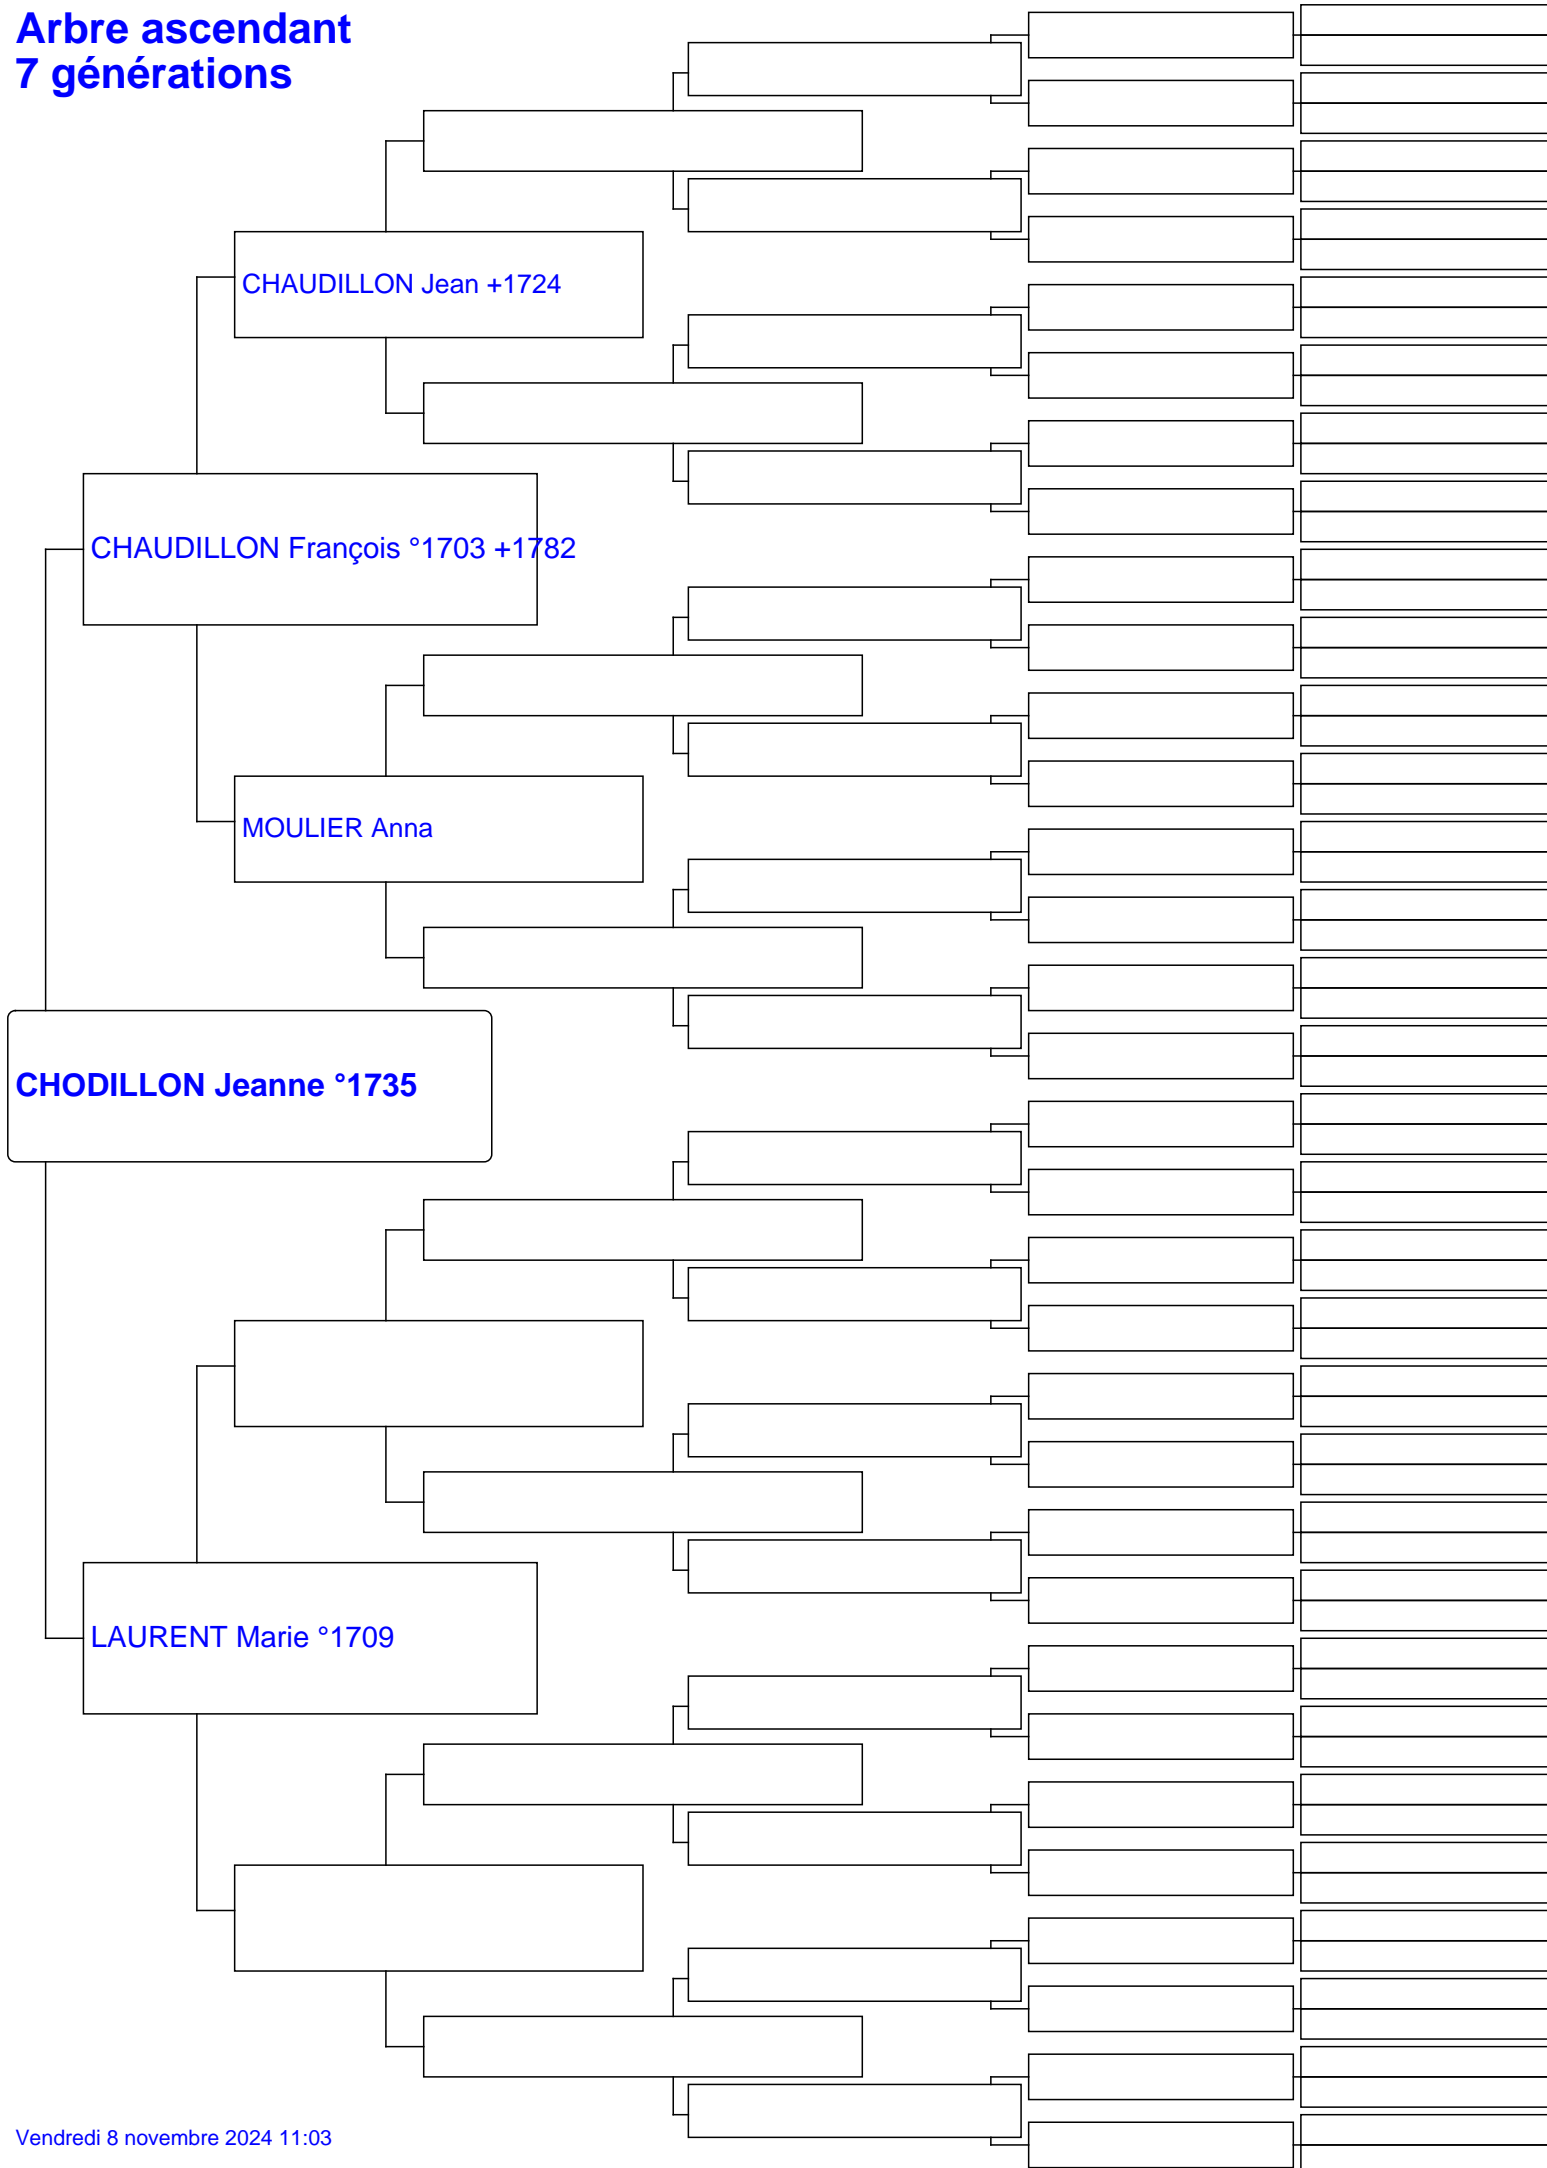 Arbre ascendant
7 générations
CHAUDILLON Jean +1724
CHAUDILLON François °1703 +1782
MOULIER Anna
CHODILLON Jeanne °1735
LAURENT Marie °1709
Vendredi 8 novembre 2024 11:03